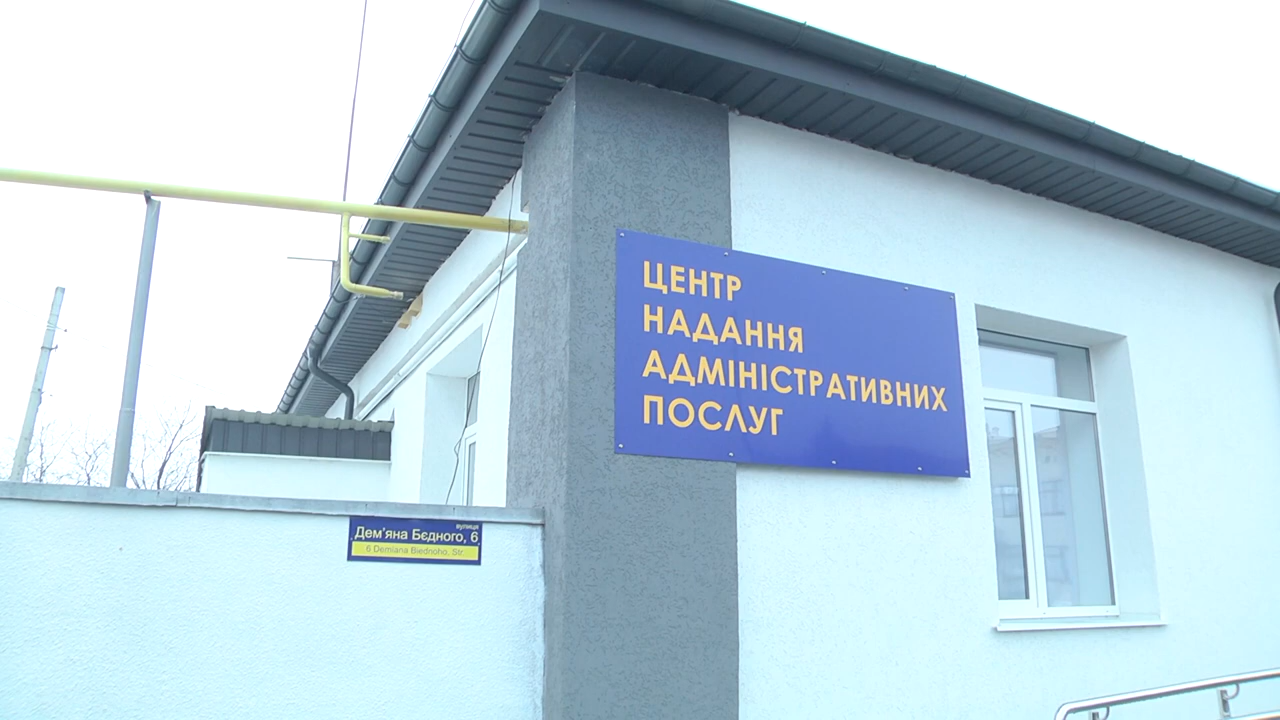 ЦЕНТР
НАДАННЯ
АДМІНІСТРАТИВНИХ
ПОСЛУГ
вулиця
Дем'яна Бєдного, 6
6 Demiana Biednoho, Str.